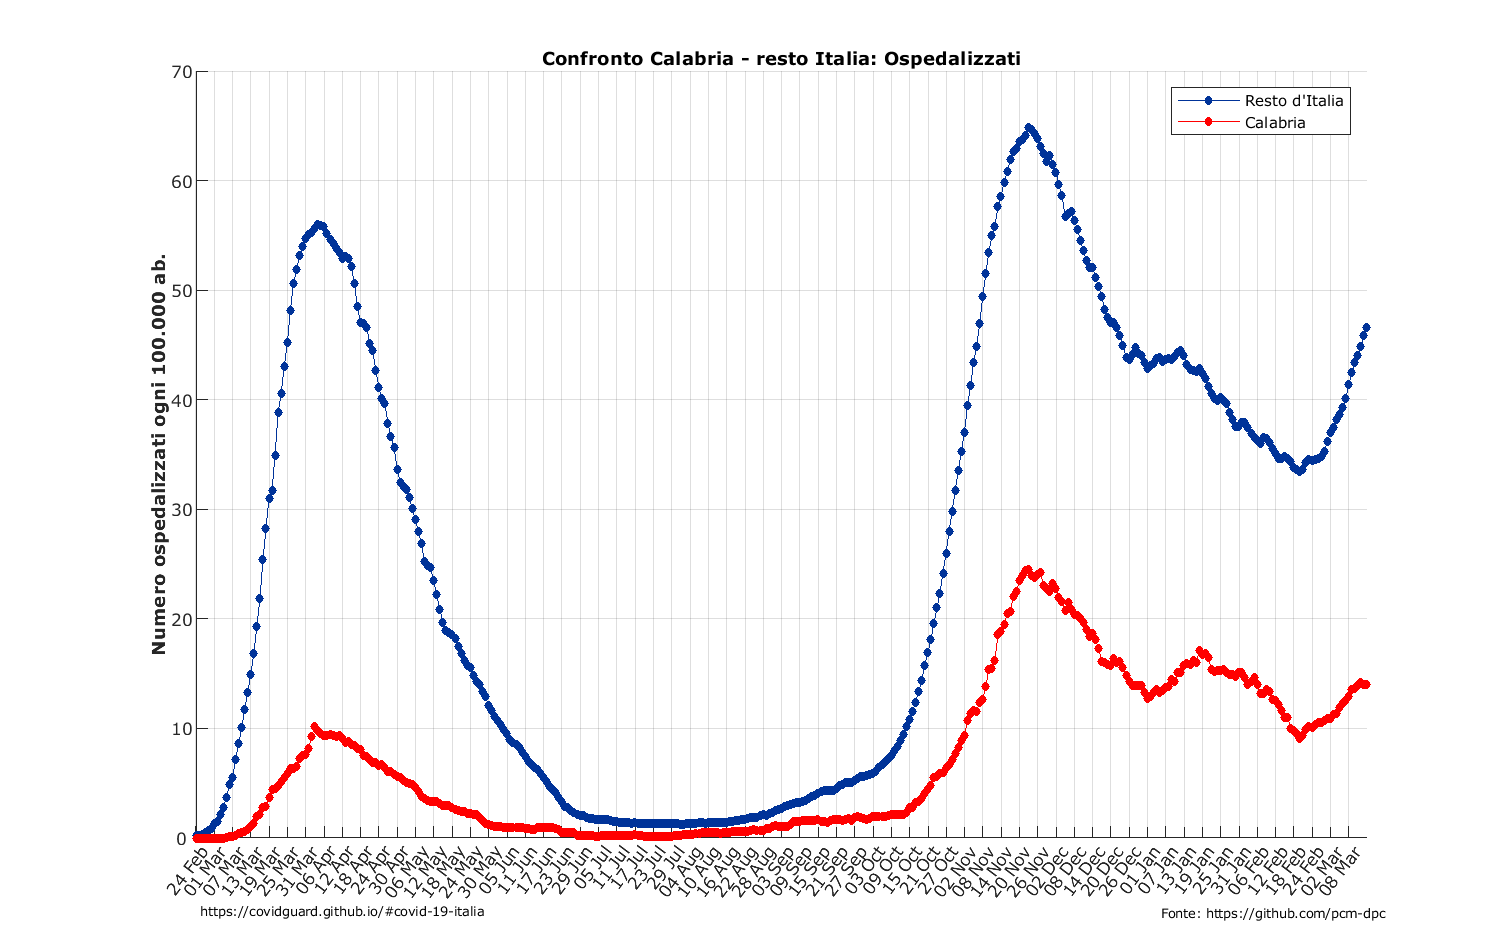 Confronto Calabria - resto Italia: Ospedalizzati
Resto d'Italia
Calabria
Numero ospedalizzati ogni 100.000 ab.
70
60
50
40
30
20
10
0
24 Feb
01 Mar
07 Mar
13 Mar
19 Mar
25 Mar
31 Mar
06 Apr
12 Apr
18 Apr
24 Apr
30 Apr
06 May
12 May
18 May
24 May
30 May
05 Jun
11 Jun
17 Jun
23 Jun
29 Jun
05 Jul
11 Jul
17 Jul
23 Jul
29 Jul
04 Aug
10 Aug
16 Aug
22 Aug
28 Aug
03 Sep
09 Sep
15 Sep
21 Sep
27 Sep
03 Oct
09 Oct
15 Oct
21 Oct
27 Oct
02 Nov
08 Nov
14 Nov
20 Nov
26 Nov
02 Dec
08 Dec
14 Dec
20 Dec
26 Dec
01 Jan
07 Jan
13 Jan
19 Jan
25 Jan
31 Jan
06 Feb
12 Feb
18 Feb
24 Feb
02 Mar
08 Mar
https://covidguard.github.io/#covid-19-italia
Fonte: https://github.com/pcm-dpc